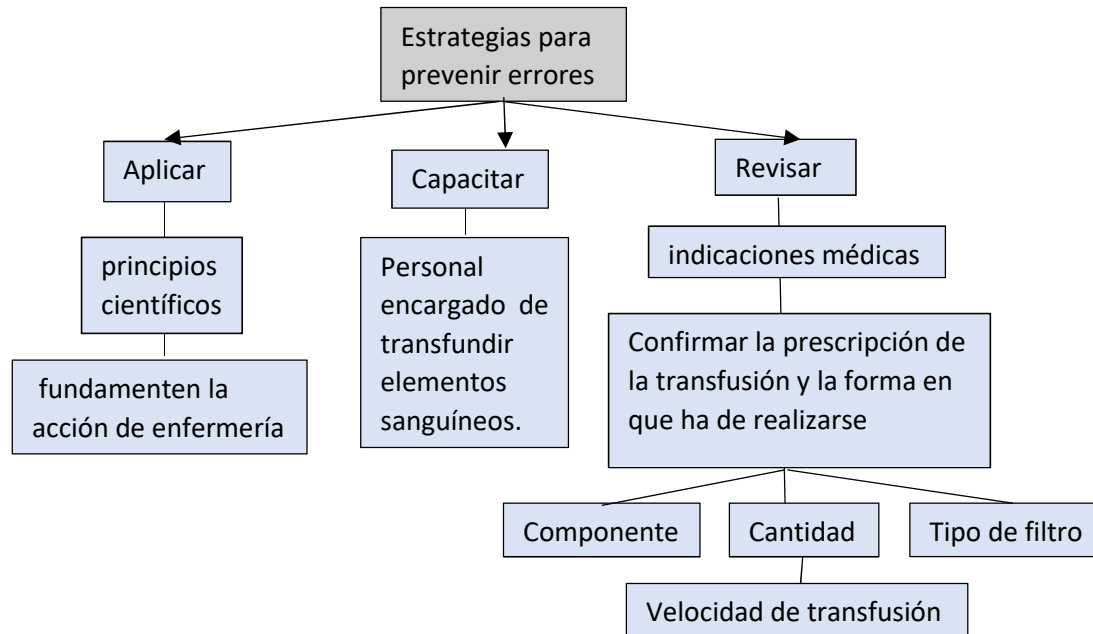 Estrategias para
prevenir errores
Aplicar
Capacitar
Revisar
principios
científicos
Personal
encargado de
transfundir
elementos
sanguíneos.
indicaciones médicas
fundamenten la
acción de enfermería
Confirmar la prescripción de
la transfusión y la forma en
que ha de realizarse
Componente
Cantidad
Tipo de filtro
Velocidad de transfusión